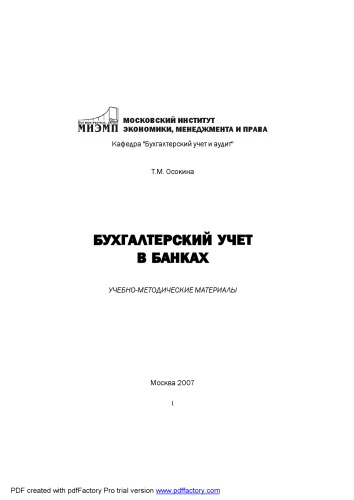 МИЭМП
МОСКОВСКИЙ ИНСТИТУТ
ЭКОНОМИКИ, МЕНЕДЖМЕНТА И ПРАВА
Кафедра "Бухгалтерский учет и аудит"
Т.М. Осокина
БУХГАЛТЕРСКИЙ УЧЕТ
В БАНКАХ
УЧЕБНО-МЕТОДИЧЕСКИЕ МАТЕРИАЛЫ
Москва 2007
1
PDF created with pdfFactory Pro trial version www.pdffactory.com